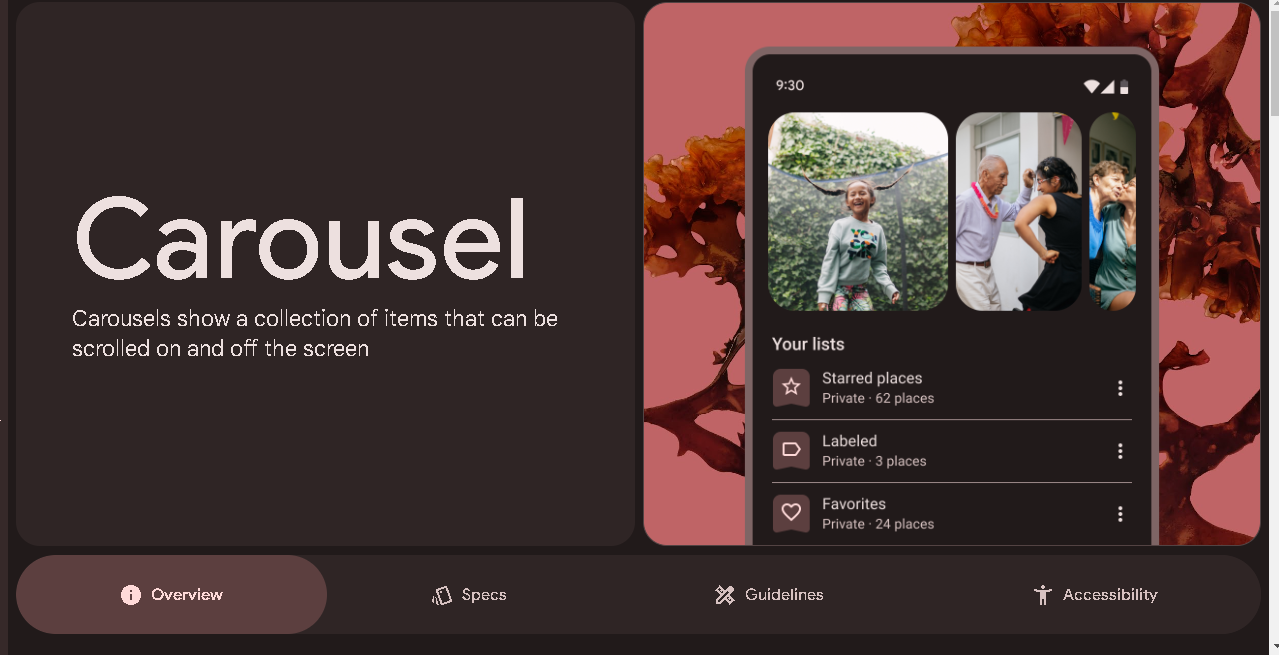 Carousel
Carousels show a collection of items that can be
scrolled on and off the screen
9:30
Your lists
Starred places
Private · 62 places
Labeled
Private · 3 places
Favorites
Private · 24 places
Overview
Specs
Guidelines
Accessibility